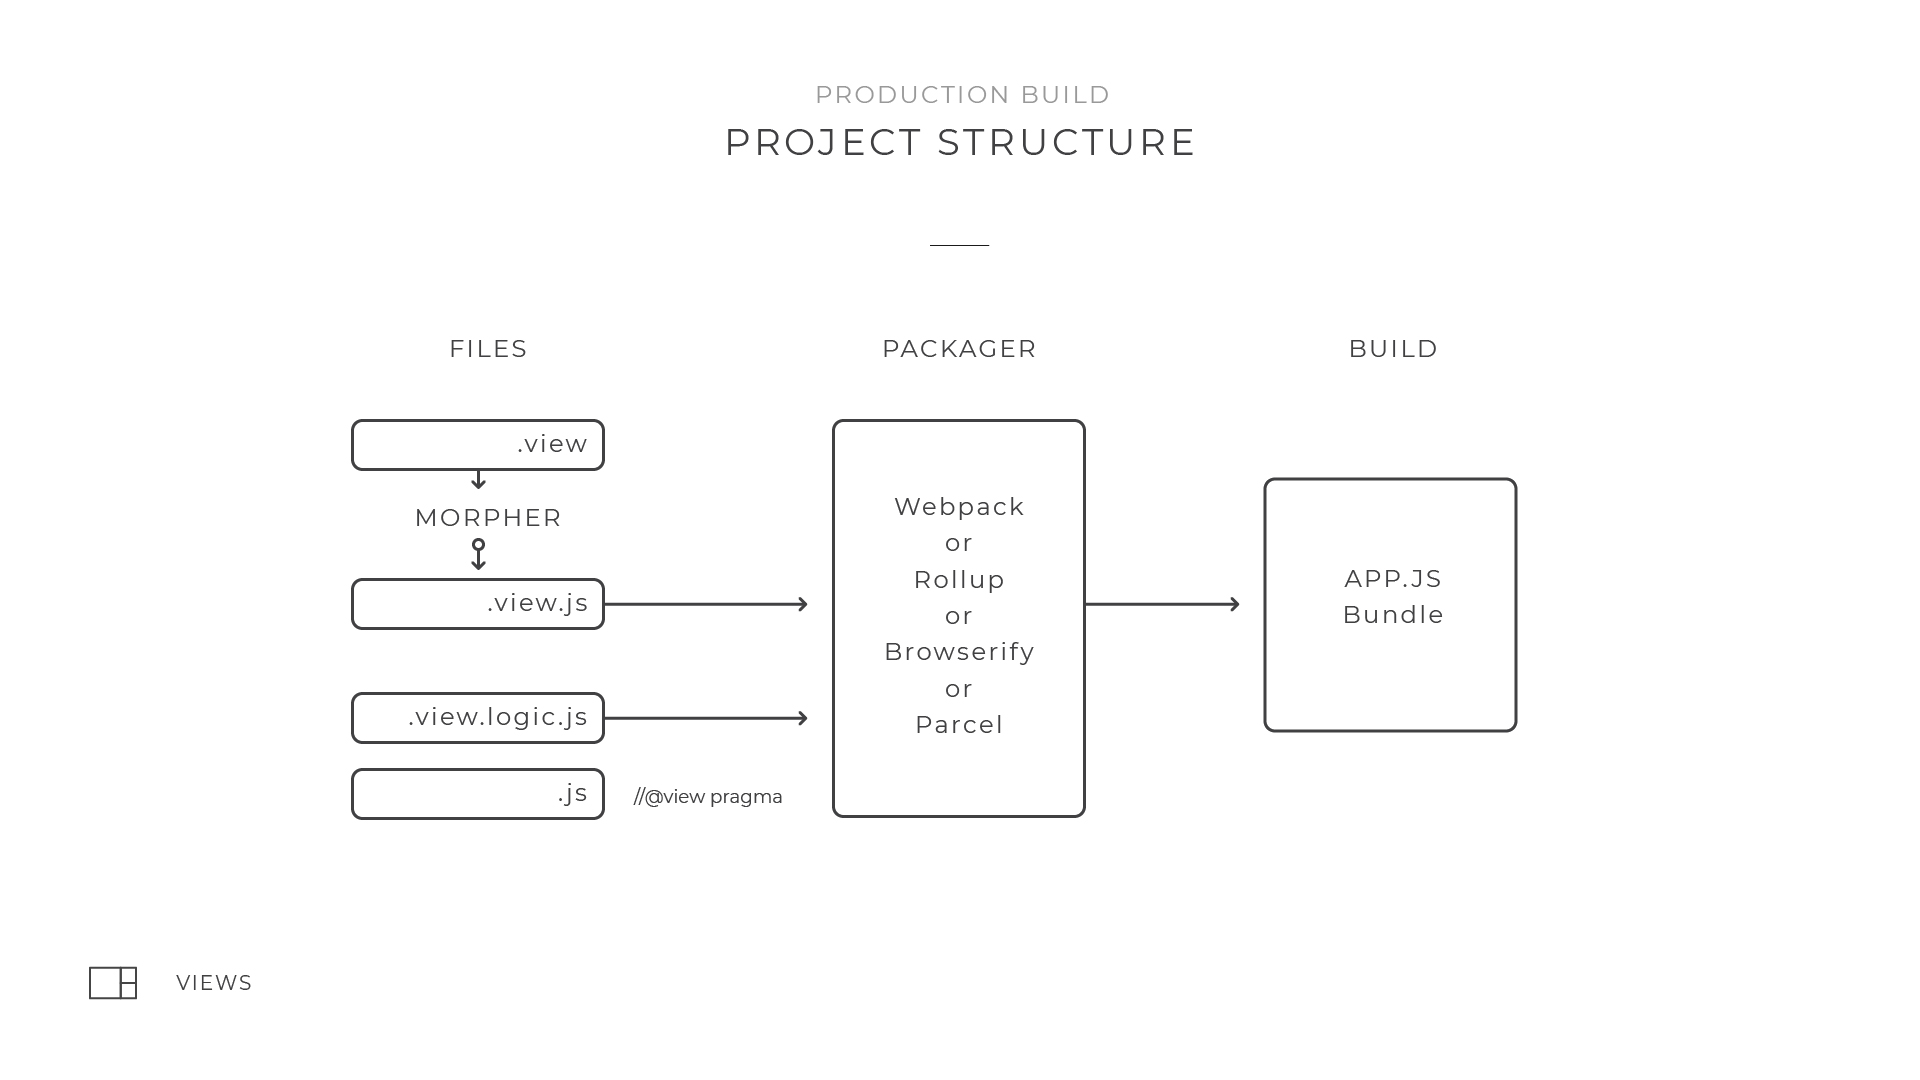 PRODUCTION BUILD
PROJECT STRUCTURE
FILES
PACKAGER
BUILD
.view
MORPHER
.view.js
.view.logic.js
.js
//@view pragma
Webpack
or
Rollup
or
Browserify
or
Parcel
APP.JS
Bundle
VIEWS